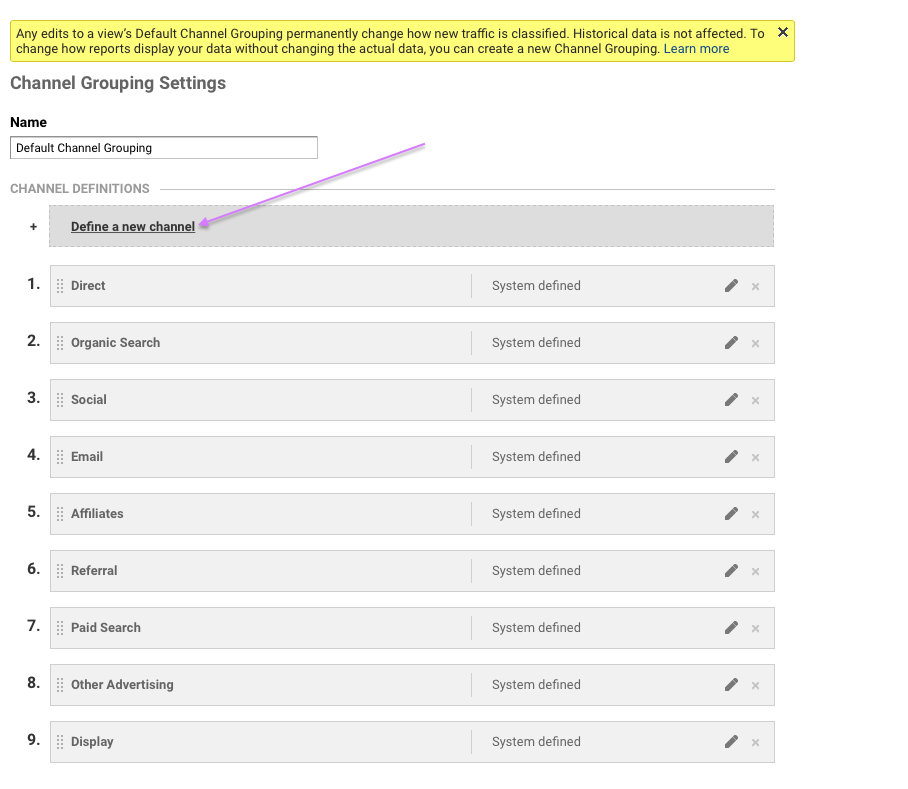 Any edits to a view's Default Channel Grouping permanently change how new traffic is classified. Historical data is not affected. To
change how reports display your data without changing the actual data, you can create a new Channel Grouping. Learn more
Channel Grouping Settings
Name
Default Channel Grouping
CHANNEL DEFINITIONS
+ Define a new channel
1. Direct System defined
2. Organic Search System defined
3. Social System defined
4. Email System defined
5. Affiliates System defined
6. Referral System defined
7. Paid Search System defined
8. Other Advertising System defined
9. Display System defined